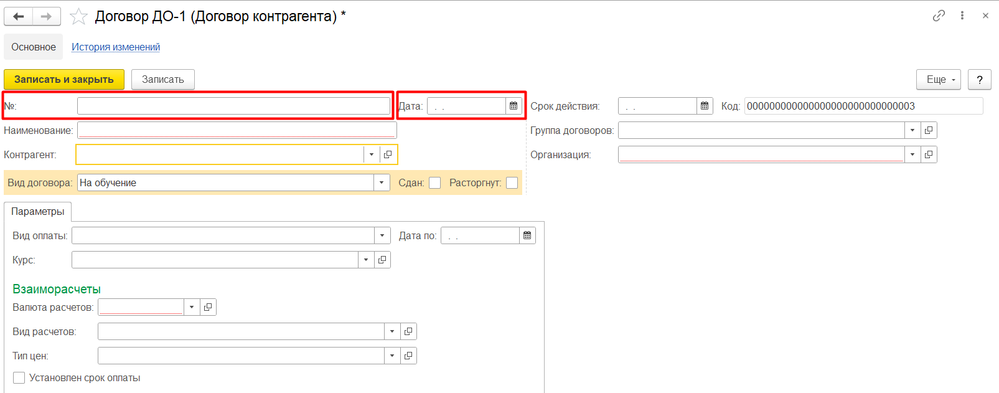 Договор ДО-1 (Договор контрагента) *
Основное История изменений
Записать и закрыть Записать Еще ?
№: Дата: . . Срок действия: . . Код: 00000000000000000000000000000003
Наименование: Группа договоров:
Контрагент: Организация:
Вид договора: На обучение Сдан: Расторгнут:
Параметры
Вид оплаты: Дата по: . .
Курс:
Взаиморасчеты
Валюта расчетов:
Вид расчетов:
Тип цен:
Установлен срок оплаты